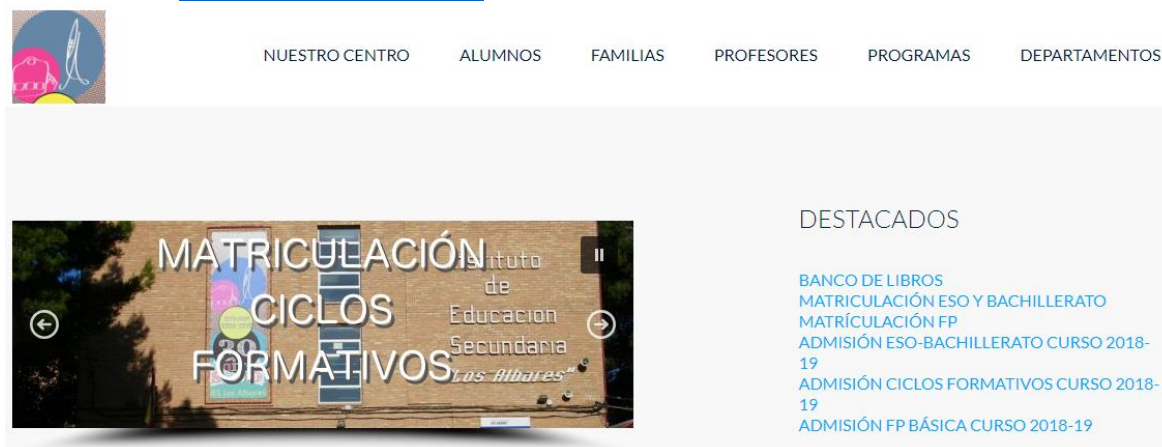 NUESTRO CENTRO ALUMNOS FAMILIAS PROFESORES PROGRAMAS DEPARTAMENTOS
MATRICULACIÓN
CICLOS
FORMATIVOS
de
Educacion
Secundaria
"Los Albares"
30
DESTACADOS
BANCO DE LIBROS
MATRICULACIÓN ESO Y BACHILLERATO
MATRÍCULACIÓN FP
ADMISIÓN ESO-BACHILLERATO CURSO 2018-
19
ADMISIÓN CICLOS FORMATIVOS CURSO 2018-
19
ADMISIÓN FP BÁSICA CURSO 2018-19